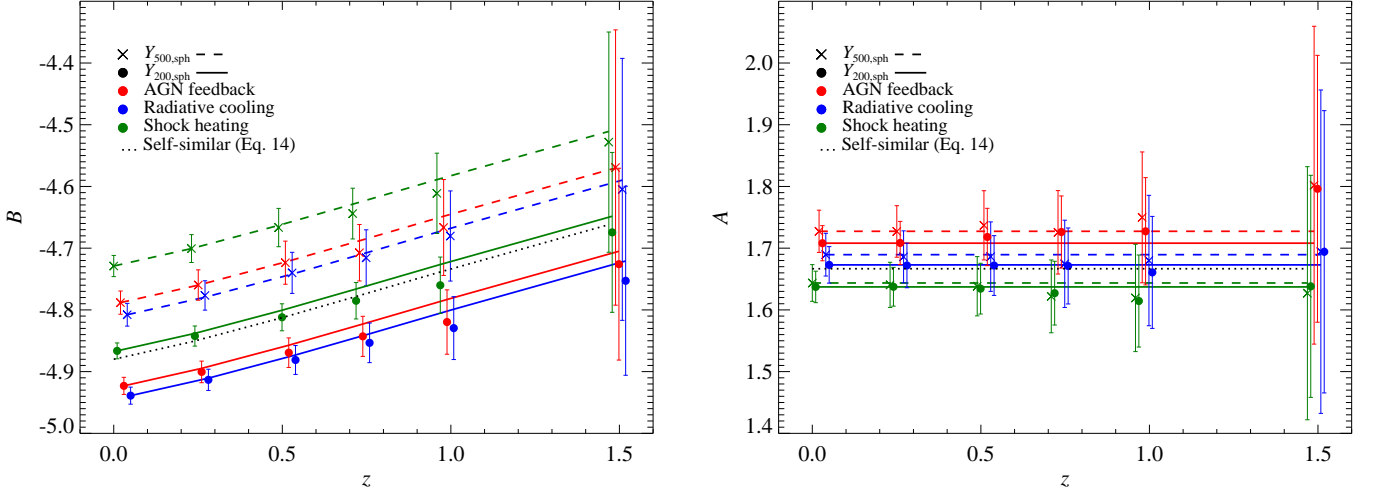 -4.4
-4.5
-4.6
-4.7
-4.8
-4.9
-5.0
B
0.0 0.5 1.0 1.5
z
Y500,sph
Y200,sph
AGN feedback
Radiative cooling
Shock heating
Self-similar (Eq. 14)
2.0
1.9
1.8
1.7
1.6
1.5
1.4
A
0.0 0.5 1.0 1.5
z
Y500,sph
Y200,sph
AGN feedback
Radiative cooling
Shock heating
Self-similar (Eq. 14)